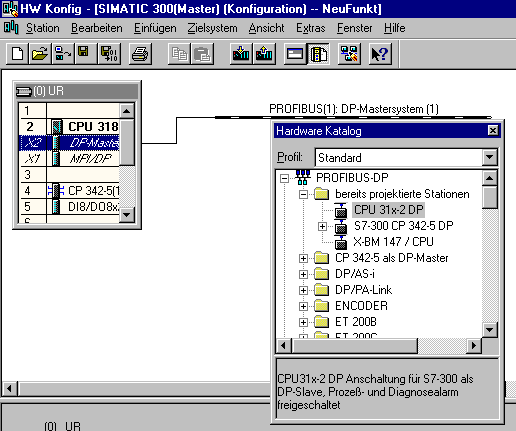 HW Konfig - [SIMATIC 300(Master) (Konfiguration) -- NeuFunkt]
Station Bearbeiten Einfügen Zielsystem Ansicht Extras Fenster Hilfe
(0) UR
1
2 CPU 318
X2 DP-Maste
X1 MPI/DP
3
4 CP 342-5(1
5 DI8/DO8x
6
PROFIBUS(1): DP-Mastersystem (1)
Hardware Katalog
Profil: Standard
PROFIBUS-DP
bereits projektierte Stationen
CPU 31x-2 DP
S7-300 CP 342-5 DP
X-BM 147 / CPU
CP 342-5 als DP-Master
DP/AS-i
DP/PA-Link
ENCODER
ET 200B
ET 200C
CPU31x-2 DP Anschaltung für S7-300 als
DP-Slave, Prozeß- und Diagnosealarm
freigeschaltet
(0) UR